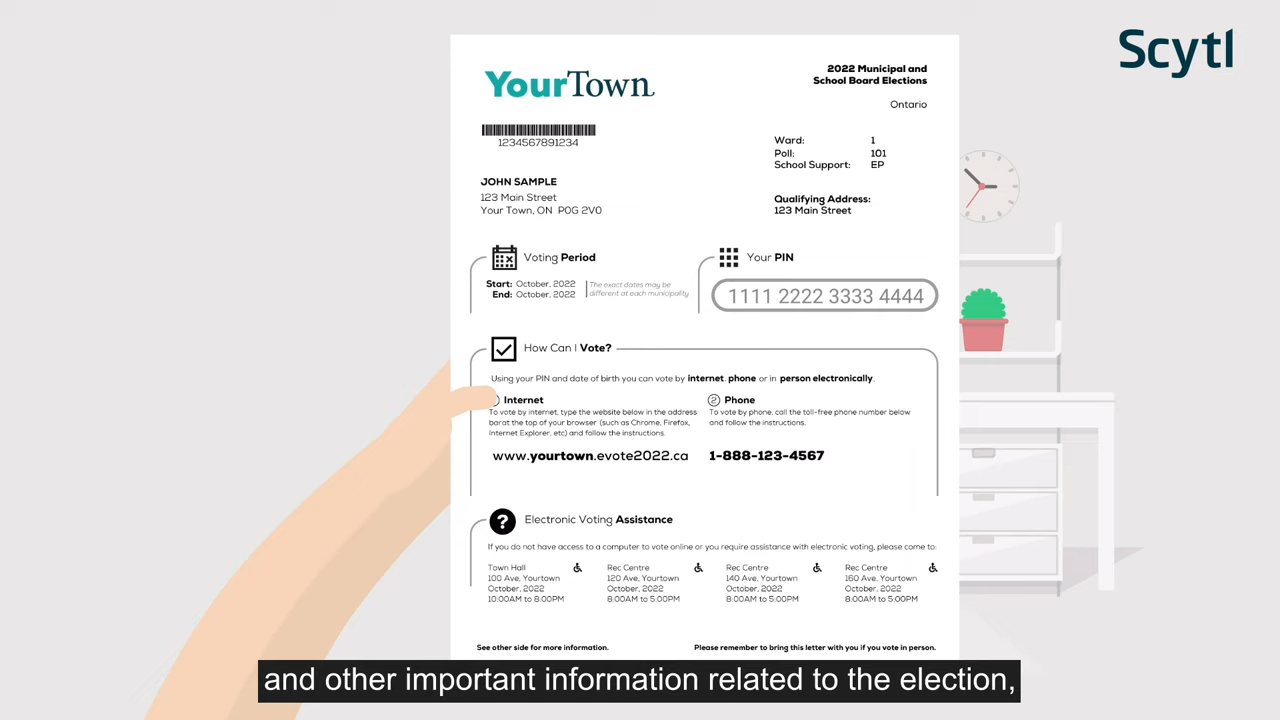 Scytl
YourTown
2022 Municipal and
School Board Elections
Ontario
1234567891234
Ward: 1
Poll: 101
School Support: EP
JOHN SAMPLE
123 Main Street
Your Town, ON P0G 2V0
Qualifying Address:
123 Main Street
Voting Period
Start: October, 2022
End: October, 2022
The exact dates may be
different at each municipality
Your PIN
1111 2222 3333 4444
How Can I Vote?
Using your PIN and date of birth you can vote by internet, phone or in person electronically.
Internet
To vote by internet, type the website below in the address
bar at the top of your browser (such as Chrome, Firefox,
Internet Explorer, etc) and follow the instructions.
www.yourtown.evote2022.ca
2 Phone
To vote by phone, call the toll-free phone number below
and follow the instructions.
1-888-123-4567
Electronic Voting Assistance
If you do not have access to a computer to vote online or you require assistance with electronic voting, please come to:
Town Hall
100 Ave, Yourtown
October, 2022
10:00AM to 8:00PM
Rec Centre
120 Ave, Yourtown
October, 2022
8:00AM to 5:00PM
Rec Centre
140 Ave, Yourtown
October, 2022
8:00AM to 5:00PM
Rec Centre
160 Ave, Yourtown
October, 2022
8:00AM to 5:00PM
See other side for more information.
Please remember to bring this letter with you if you vote in person.
and other important information related to the election,